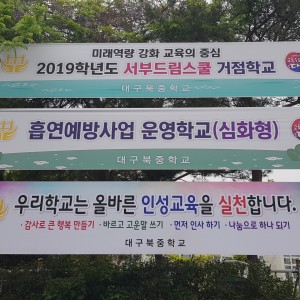 미래역량 강화 교육의 중심
2019학년도 서부드림스쿨 거점학교
대구북중학교
흡연예방사업 운영학교(심화형)
대구북중학교
우리학교는 올바른 인성교육을 실천합니다.
· 감사로 큰 행복 만들기 · 바르고 고운말 쓰기 · 먼저 인사 하기 · 나눔으로 하나 되기
대구북중학교